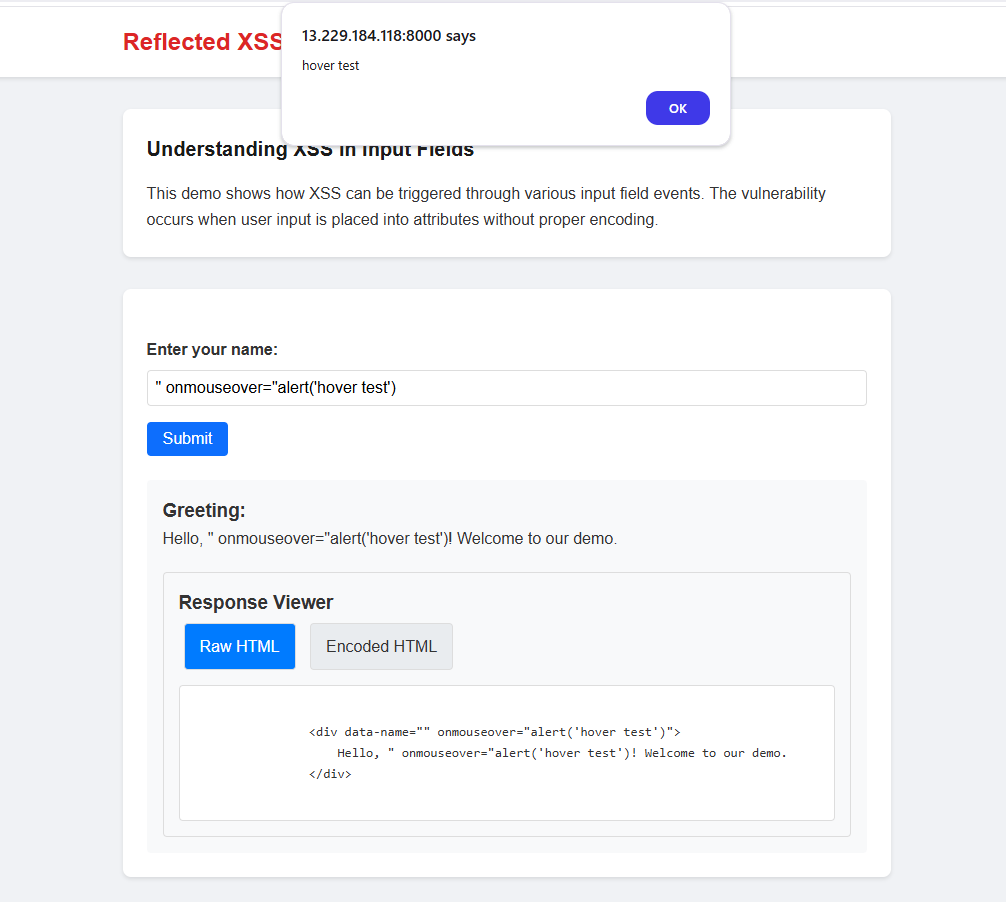 Reflected XSS
13.229.184.118:8000 says
hover test
OK
Understanding XSS in Input Fields
This demo shows how XSS can be triggered through various input field events. The vulnerability
occurs when user input is placed into attributes without proper encoding.
Enter your name:
" onmouseover="alert('hover test')
Submit
Greeting:
Hello, " onmouseover="alert('hover test')! Welcome to our demo.
Response Viewer
Raw HTML
Encoded HTML
<div data-name="" onmouseover="alert('hover test')">
Hello, " onmouseover="alert('hover test')! Welcome to our demo.
</div>